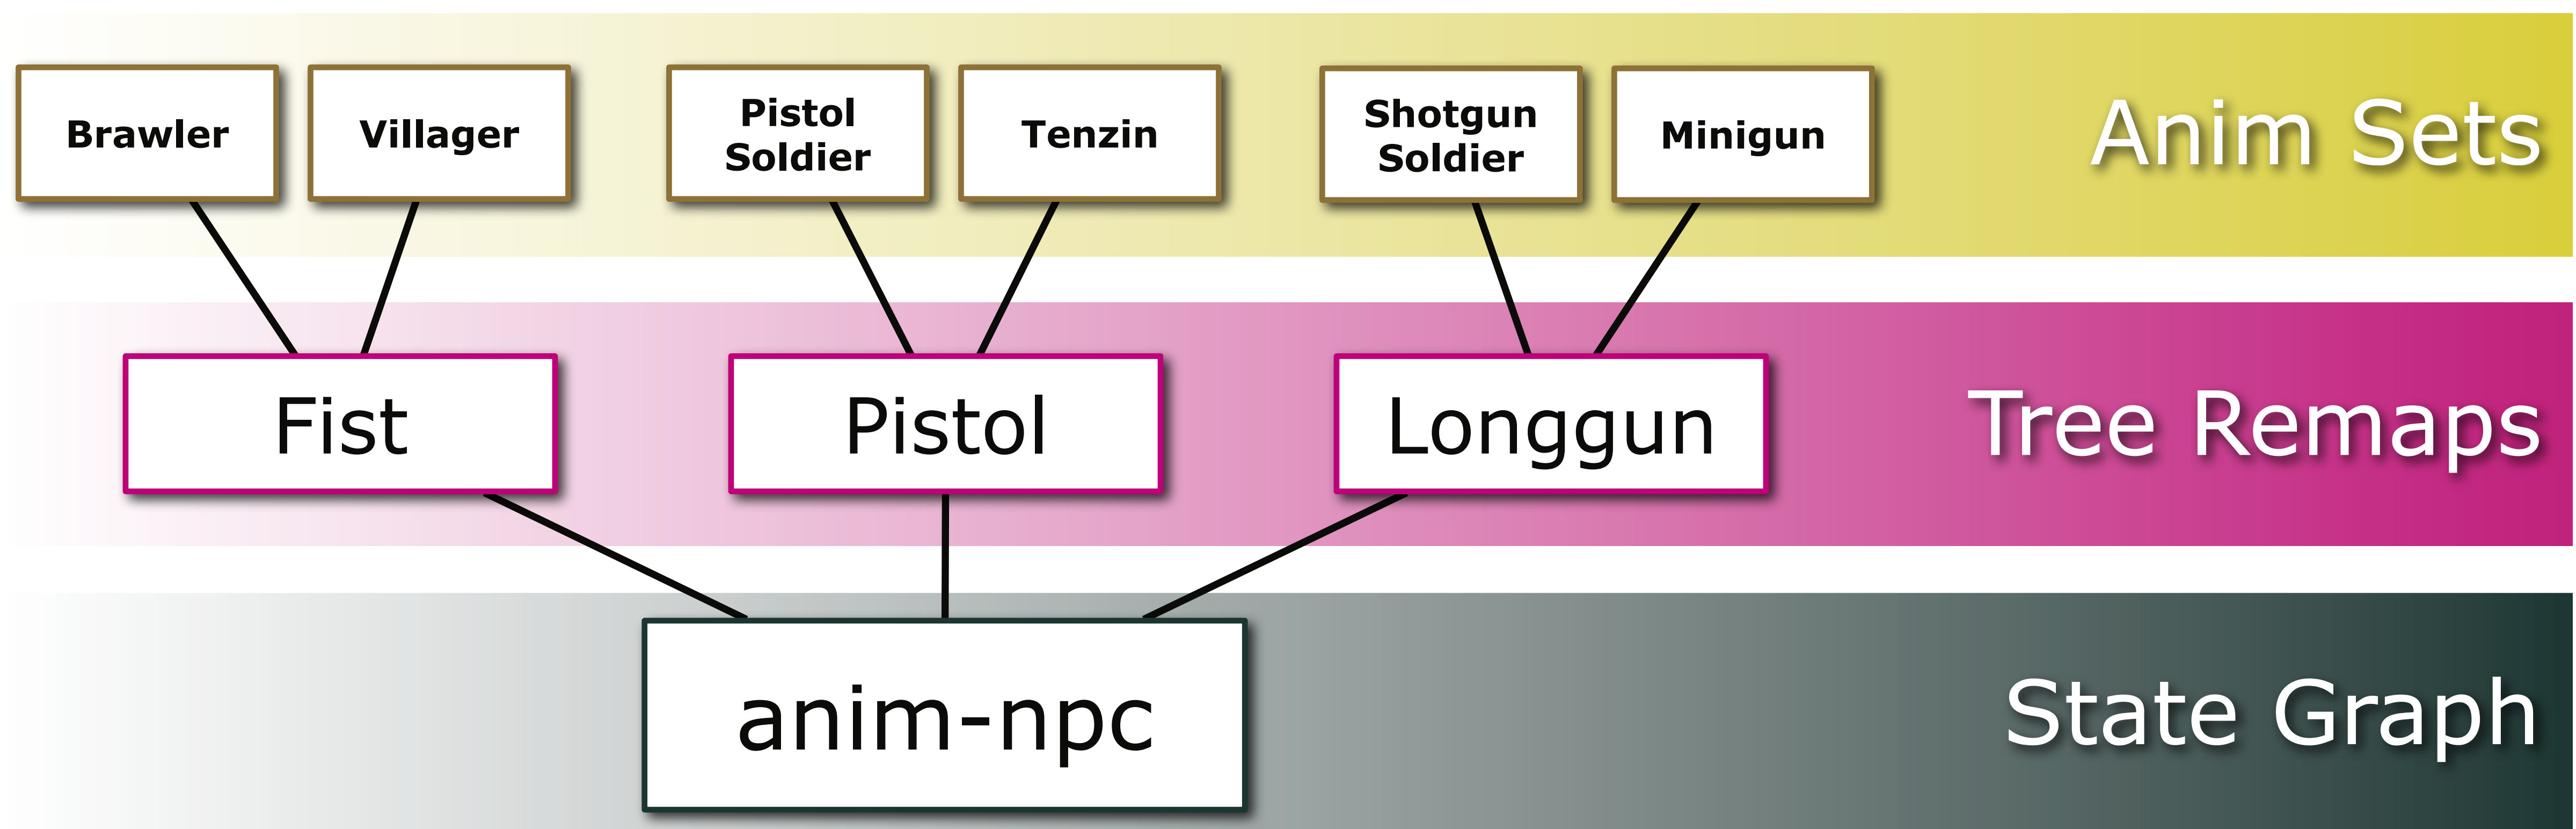 Brawler
Villager
Pistol
Soldier
Tenzin
Shotgun
Soldier
Minigun
Anim Sets
Fist
Pistol
Longgun
Tree Remaps
anim-npc
State Graph